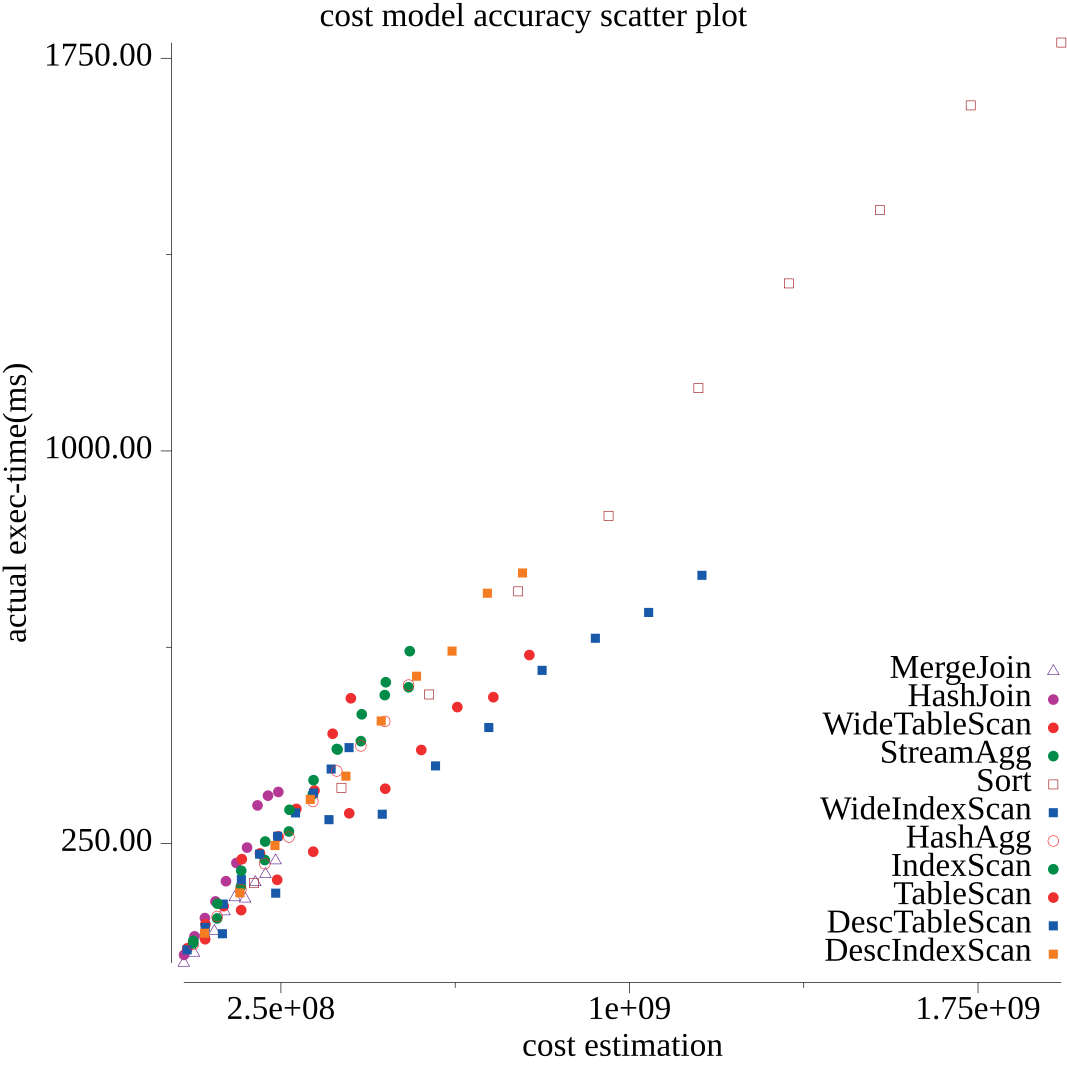 cost model accuracy scatter plot
1750.00
1000.00
250.00
actual exec-time(ms)
MergeJoin
HashJoin
WideTableScan
StreamAgg
Sort
WideIndexScan
HashAgg
IndexScan
TableScan
DescTableScan
DescIndexScan
2.5e+08 1e+09 1.75e+09
cost estimation